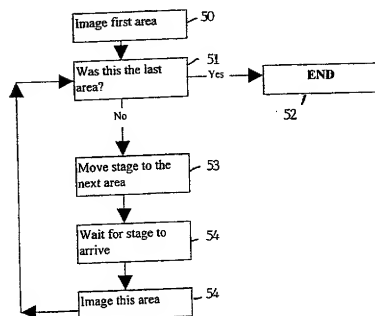 Image first area 50
Was this the last 51
area?
Yes
END
52
No
Move stage to the 53
next area
Wait for stage to 54
arrive
Image this area 54